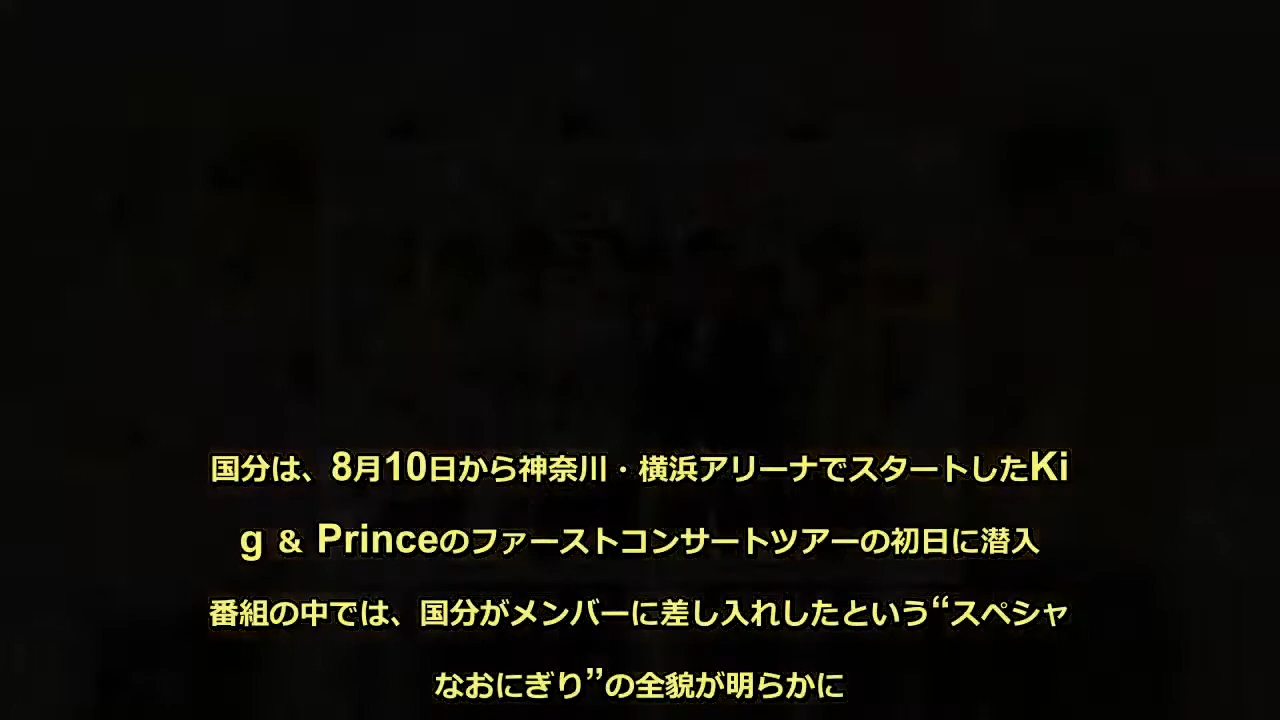 国分は、8月10日から神奈川・横浜アリーナでスタートしたKi
g ＆ Princeのファーストコンサートツアーの初日に潜入
番組の中では、国分がメンバーに差し入れしたという“スペシャ
なおにぎり”の全貌が明らかに